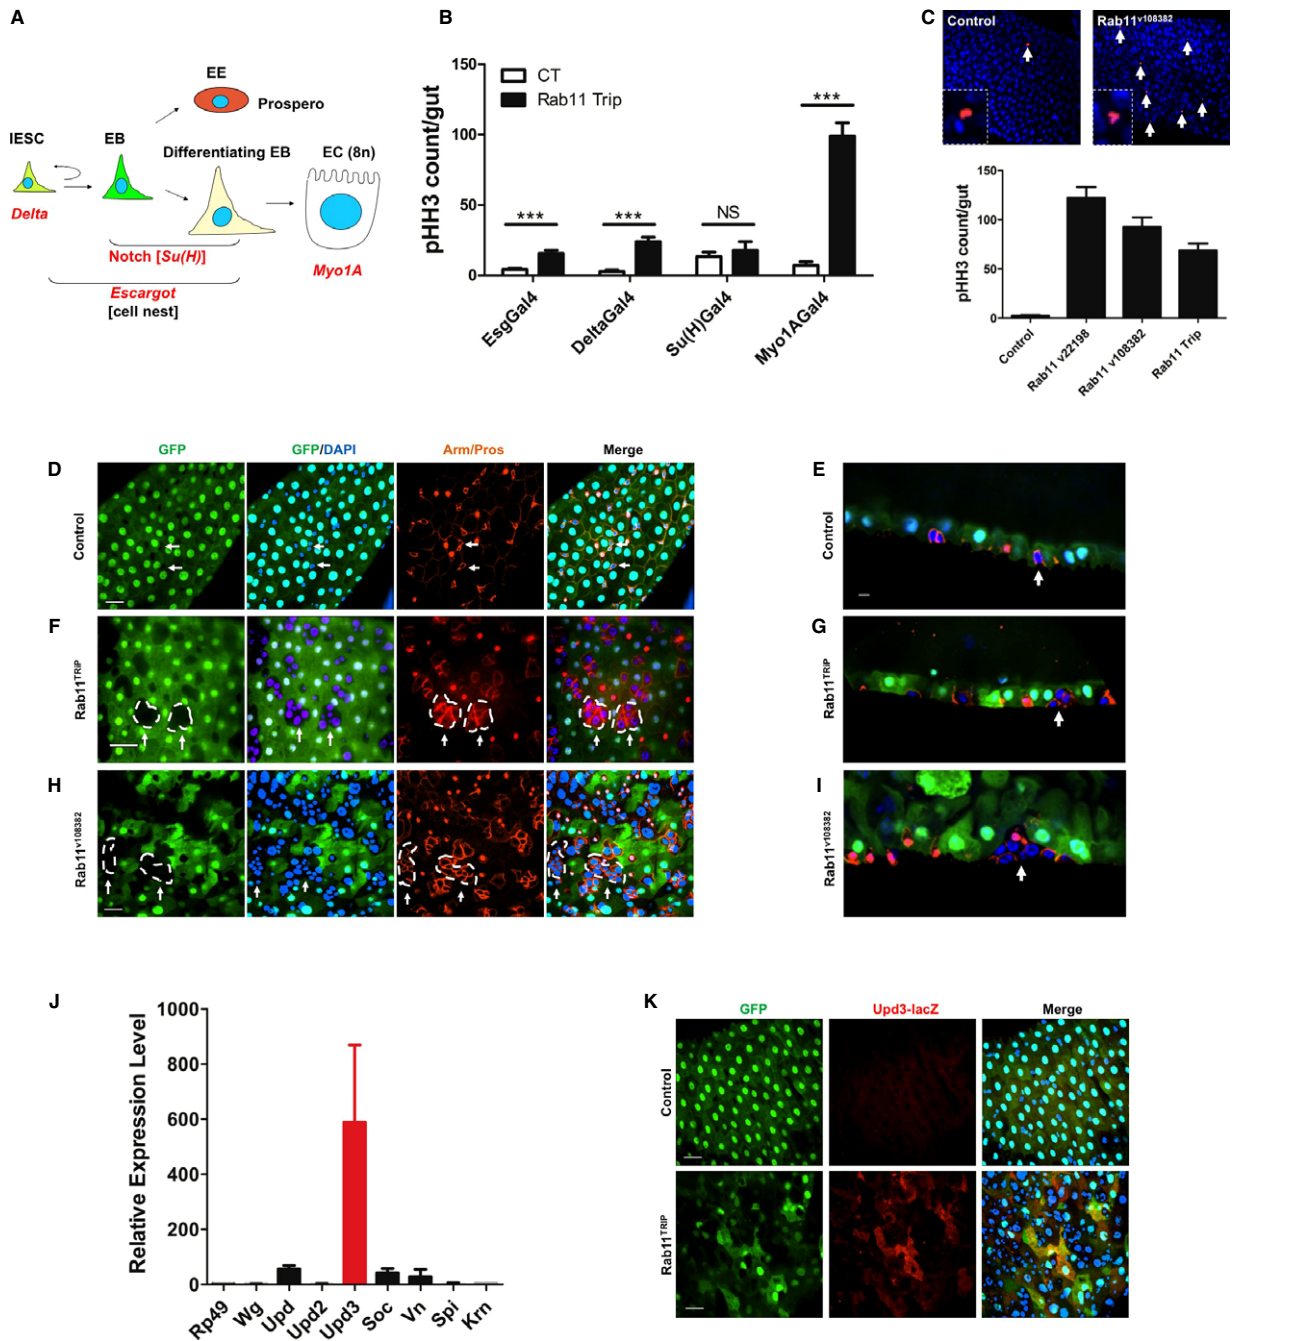 A
EE
Prospero
IESC
EB
Differentiating EB
EC (8n)
Delta
Notch [Su(H)]
Myo1A
Escargot
[cell nest]
B
pHH3 count/gut
150
100
50
0
CT
Rab11 Trip
***
***
NS
***
EsgGal4
DeltaGal4
Su(H)Gal4
Myo1AGal4
C
Control
Rab11v108382
pHH3 count/gut
150
100
50
0
Control
Rab11 v22198
Rab11 v108382
Rab11 Trip
GFP
GFP/DAPI
Arm/Pros
Merge
D
Control
E
Control
F
Rab11TRiP
G
Rab11TRiP
H
Rab11v108382
I
Rab11v108382
J
Relative Expression Level
1000
800
600
400
200
0
Rp49
Wg
Upd
Upd2
Upd3
Soc
Vn
Spi
Krn
K
GFP
Upd3-lacZ
Merge
Control
Rab11TRIP